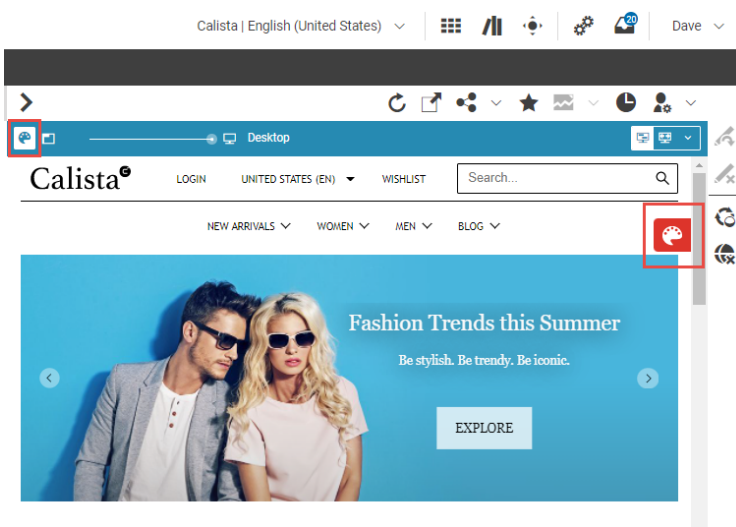 Calista | English (United States)
20
Dave
Desktop
Calista
LOGIN
UNITED STATES (EN)
WISHLIST
Search...
NEW ARRIVALS
WOMEN
MEN
BLOG
Fashion Trends this Summer
Be stylish. Be trendy. Be iconic.
EXPLORE